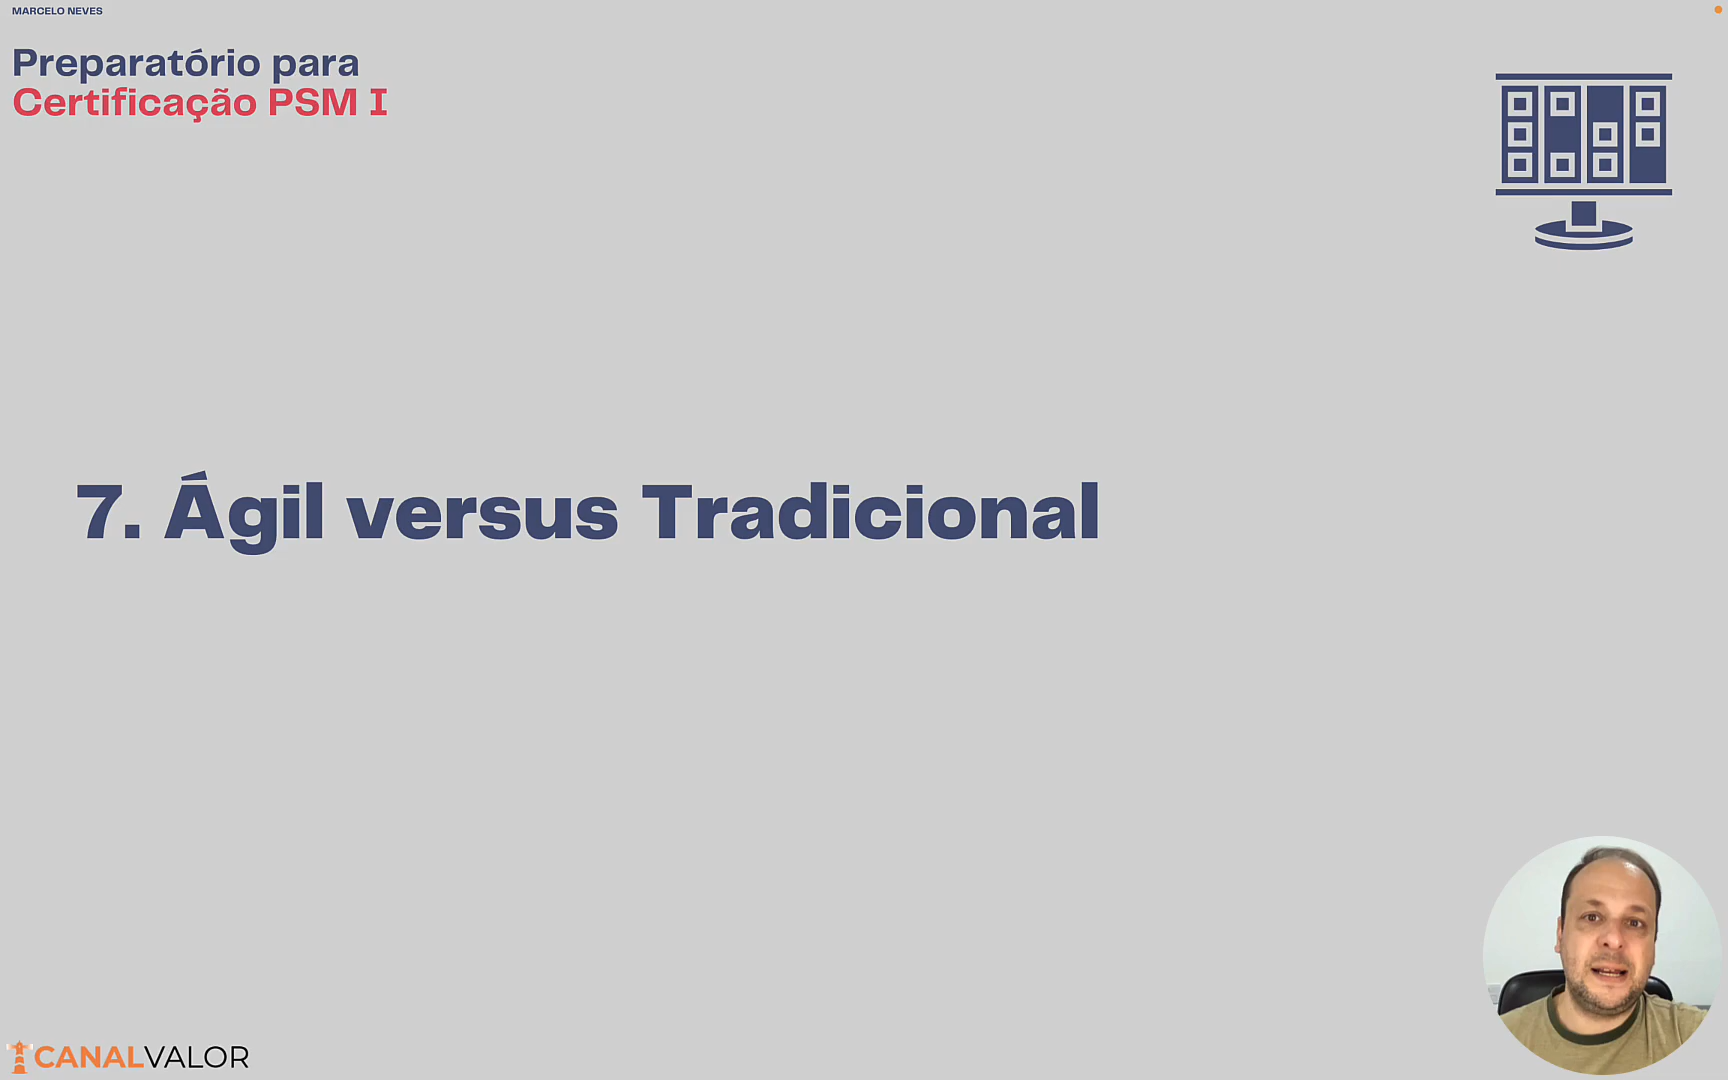 MARCELO NEVES
Preparatório para
Certificação PSM I
7. Ágil versus Tradicional
CANALVALOR